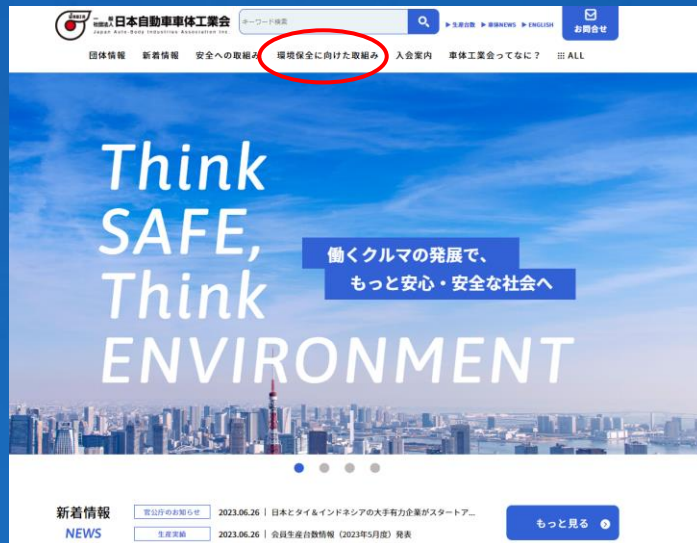 一般社団法人 日本自動車車体工業会
Japan Auto-Body Industries Association Inc
キーワード検索
▶ 生産台数 ▶ 車体NEWS ▶ ENGLISH
お問合せ
団体情報 新着情報 安全への取組み 環境保全に向けた取組み 入会案内 車体工業会ってなに？ ALL
Think
SAFE,
Think
ENVIRONMENT
働くクルマの発展で、
もっと安心・安全な社会へ
新着情報
NEWS
官公庁のお知らせ 2023.06.26 | 日本とタイ＆インドネシアの大手有力企業がスタートア...
生産実績 2023.06.26 | 会員生産台数情報（2023年5月度）発表
もっと見る